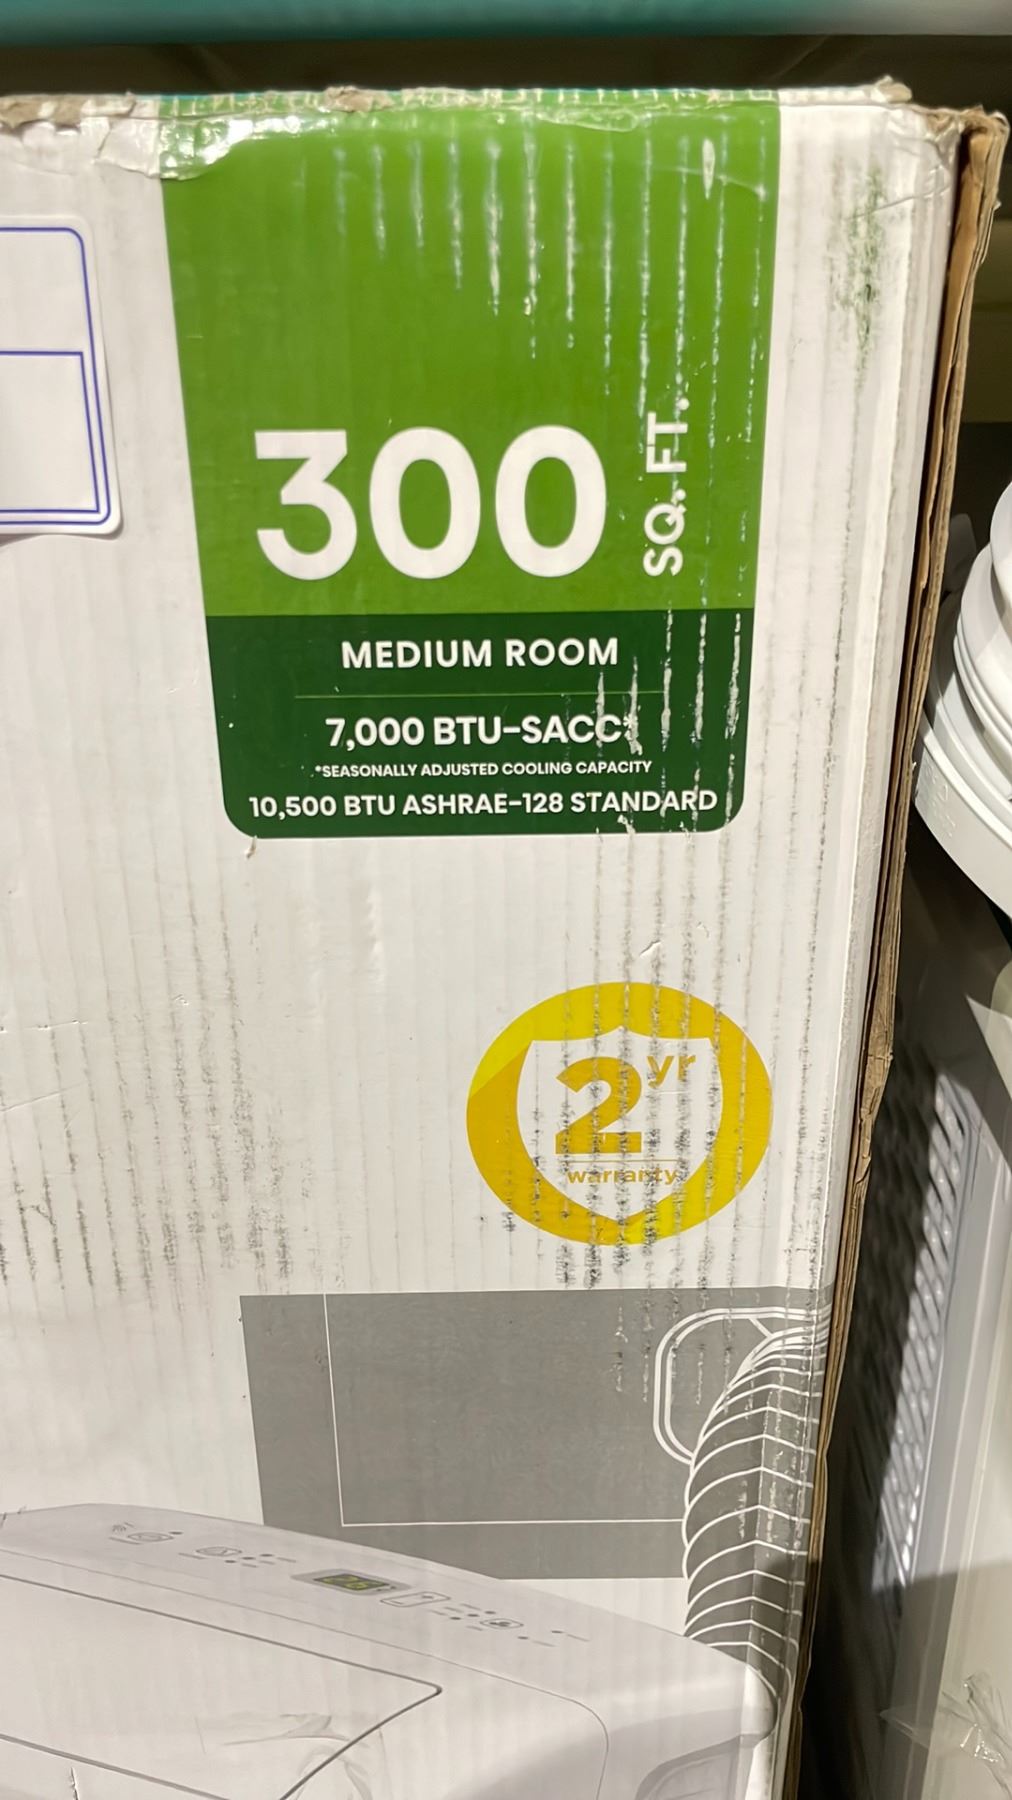 300 SQ. FT.
MEDIUM ROOM
7,000 BTU-SACC*
*SEASONALLY ADJUSTED COOLING CAPACITY
10,500 BTU ASHRAE-128 STANDARD
2 yr
warranty